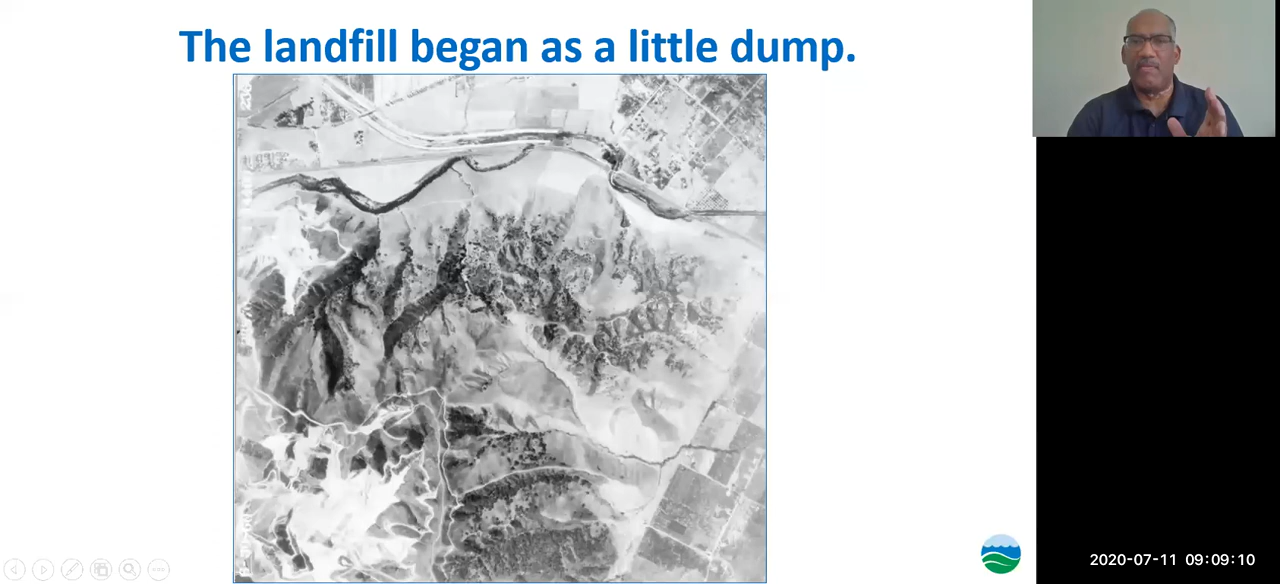 The landfill began as a little dump.
2020-07-11 09:09:10